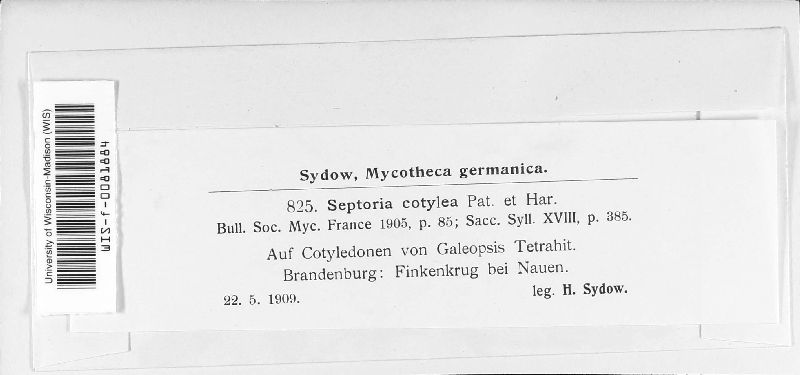 University of Wisconsin-Madison (WIS)
WIS-f-0081984
Sydow, Mycotheca germanica.
825. Septoria cotylea Pat. et Har.
Bull. Soc. Myc. France 1905, p. 85; Sacc. Syll. XVIII, p. 385.
Auf Cotyledonen von Galeopsis Tetrahit.
Brandenburg: Finkenkrug bei Nauen.
22. 5. 1909.
leg. H. Sydow.